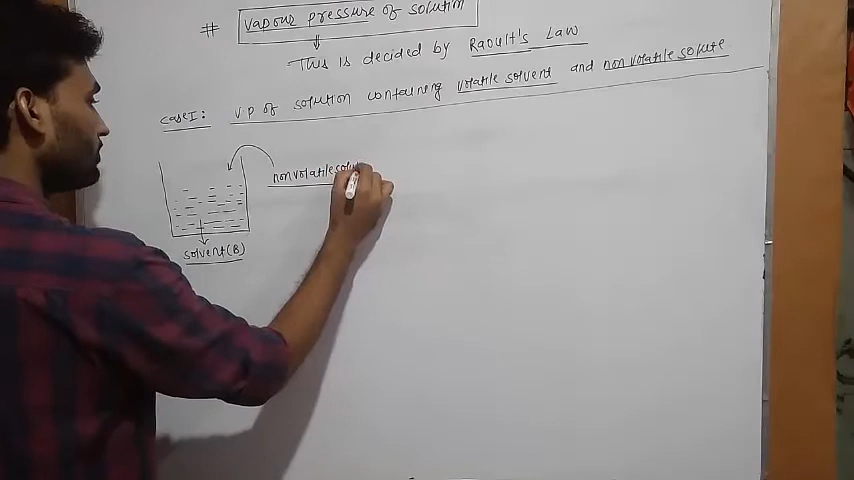 # vapour pressure of solution
This is decided by Raoult's Law
case I: V.P of solution containing volatile solvent and non volatile solute
non volatile solu
solvent (B)